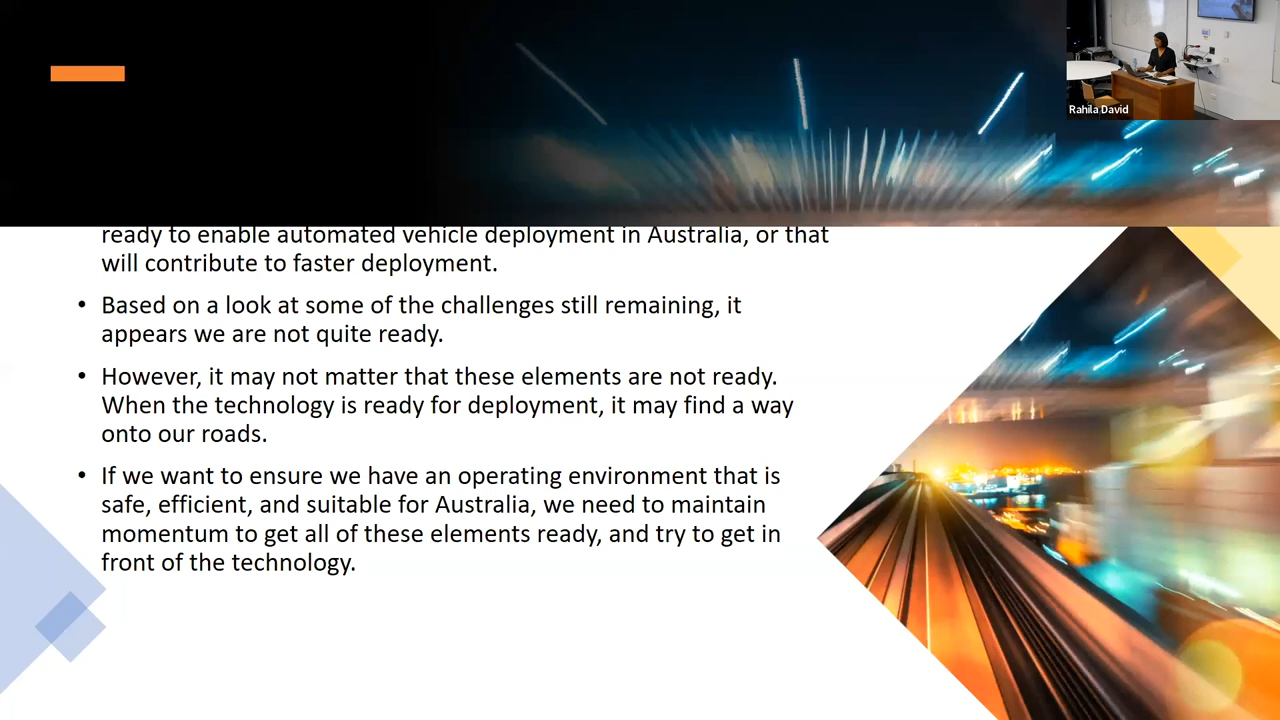 Rahila David
ready to enable automated vehicle deployment in Australia, or that
will contribute to faster deployment.
• Based on a look at some of the challenges still remaining, it
appears we are not quite ready.
• However, it may not matter that these elements are not ready.
When the technology is ready for deployment, it may find a way
onto our roads.
• If we want to ensure we have an operating environment that is
safe, efficient, and suitable for Australia, we need to maintain
momentum to get all of these elements ready, and try to get in
front of the technology.